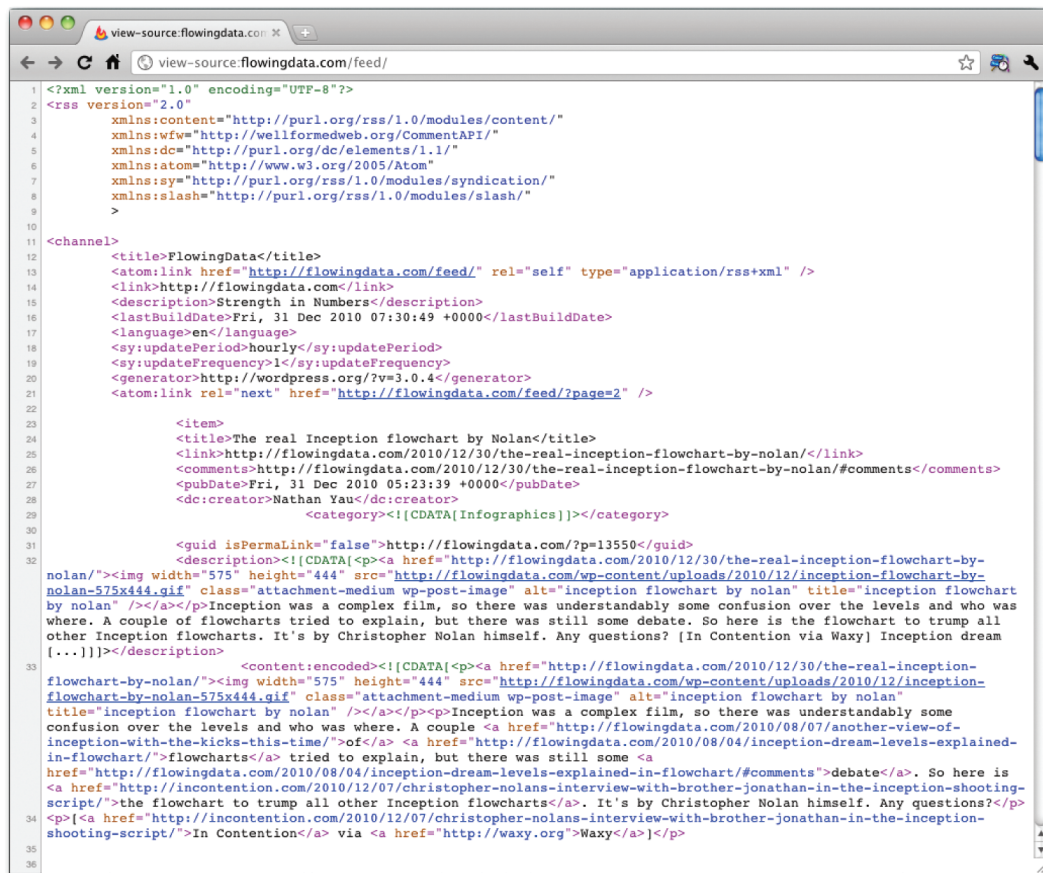 view-source:flowingdata.com
view-source:flowingdata.com/feed/
1 <?xml version="1.0" encoding="UTF-8"?>
2 <rss version="2.0"
3 xmlns:content="http://purl.org/rss/1.0/modules/content/"
4 xmlns:wfw="http://wellformedweb.org/CommentAPI/"
5 xmlns:dc="http://purl.org/dc/elements/1.1/"
6 xmlns:atom="http://www.w3.org/2005/Atom"
7 xmlns:sy="http://purl.org/rss/1.0/modules/syndication/"
8 xmlns:slash="http://purl.org/rss/1.0/modules/slash/"
9 >
10
11 <channel>
12 <title>FlowingData</title>
13 <atom:link href="http://flowingdata.com/feed/" rel="self" type="application/rss+xml" />
14 <link>http://flowingdata.com</link>
15 <description>Strength in Numbers</description>
16 <lastBuildDate>Fri, 31 Dec 2010 07:30:49 +0000</lastBuildDate>
17 <language>en</language>
18 <sy:updatePeriod>hourly</sy:updatePeriod>
19 <sy:updateFrequency>1</sy:updateFrequency>
20 <generator>http://wordpress.org/?v=3.0.4</generator>
21 <atom:link rel="next" href="http://flowingdata.com/feed/?page=2" />
22
23 <item>
24 <title>The real Inception flowchart by Nolan</title>
25 <link>http://flowingdata.com/2010/12/30/the-real-inception-flowchart-by-nolan/</link>
26 <comments>http://flowingdata.com/2010/12/30/the-real-inception-flowchart-by-nolan/#comments</comments>
27 <pubDate>Fri, 31 Dec 2010 05:23:39 +0000</pubDate>
28 <dc:creator>Nathan Yau</dc:creator>
29 <category><![CDATA[Infographics]]></category>
30
31 <guid isPermaLink="false">http://flowingdata.com/?p=13550</guid>
32 <description><![CDATA[<p><a href="http://flowingdata.com/2010/12/30/the-real-inception-flowchart-by-
nolan/"><img width="575" height="444" src="http://flowingdata.com/wp-content/uploads/2010/12/inception-flowchart-by-
nolan-575x444.gif" class="attachment-medium wp-post-image" alt="inception flowchart by nolan" title="inception flowchart
by nolan" /></a></p>Inception was a complex film, so there was understandably some confusion over the levels and who was
where. A couple of flowcharts tried to explain, but there was still some debate. So here is the flowchart to trump all
other Inception flowcharts. It's by Christopher Nolan himself. Any questions? [In Contention via Waxy] Inception dream
[...]]]></description>
33 <content:encoded><![CDATA[<p><a href="http://flowingdata.com/2010/12/30/the-real-inception-
flowchart-by-nolan/"><img width="575" height="444" src="http://flowingdata.com/wp-content/uploads/2010/12/inception-
flowchart-by-nolan-575x444.gif" class="attachment-medium wp-post-image" alt="inception flowchart by nolan"
title="inception flowchart by nolan" /></a></p><p>Inception was a complex film, so there was understandably some
confusion over the levels and who was where. A couple <a href="http://flowingdata.com/2010/08/07/another-view-of-
inception-with-the-kicks-this-time/">of</a> <a href="http://flowingdata.com/2010/08/04/inception-dream-levels-explained-
in-flowchart/">flowcharts</a> tried to explain, but there was still some <a
href="http://flowingdata.com/2010/08/04/inception-dream-levels-explained-in-flowchart/#comments">debate</a>. So here is
<a href="http://incontention.com/2010/12/07/christopher-nolans-interview-with-brother-jonathan-in-the-inception-shooting-
script/">the flowchart to trump all other Inception flowcharts</a>. It's by Christopher Nolan himself. Any questions?</p>
34 <p>[<a href="http://incontention.com/2010/12/07/christopher-nolans-interview-with-brother-jonathan-in-the-inception-
shooting-script/">In Contention</a> via <a href="http://waxy.org">Waxy</a>]</p>
35
36